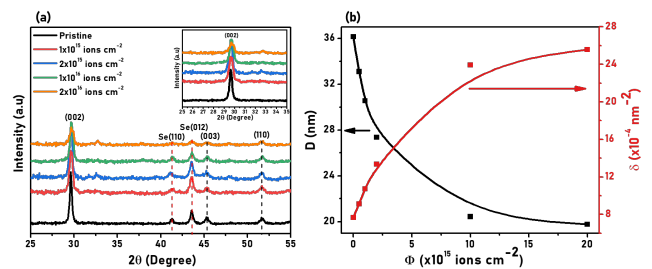 (a)
Pristine
1x10¹⁵ ions cm⁻²
2x10¹⁵ ions cm⁻²
1x10¹⁶ ions cm⁻²
2x10¹⁶ ions cm⁻²
Intensity (a.u)
(002)
25 26 27 28 29 30 31 32 33 34 35
2θ (Degree)
(002)
Se(110)
Se(012)
(003)
(110)
Intensity (a.u)
25 30 35 40 45 50 55
2θ (Degree)
(b)
36
32
28
24
20
D (nm)
28
24
20
16
12
8
δ (x10⁻⁴ nm⁻²)
0 5 10 15 20
Φ (x10¹⁵ ions cm⁻²)